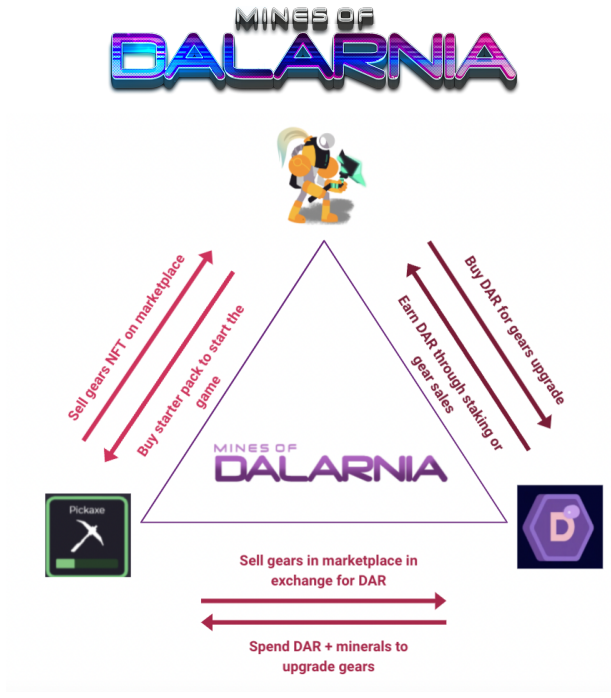 MINES OF
DALARNIA
Sell gears NFT on marketplace
Buy starter pack to start the
game
Buy DAR for gears upgrade
Earn DAR through staking or
gear sales
MINES OF
DALARNIA
Pickaxe
D
Sell gears in marketplace in
exchange for DAR
Spend DAR + minerals to
upgrade gears